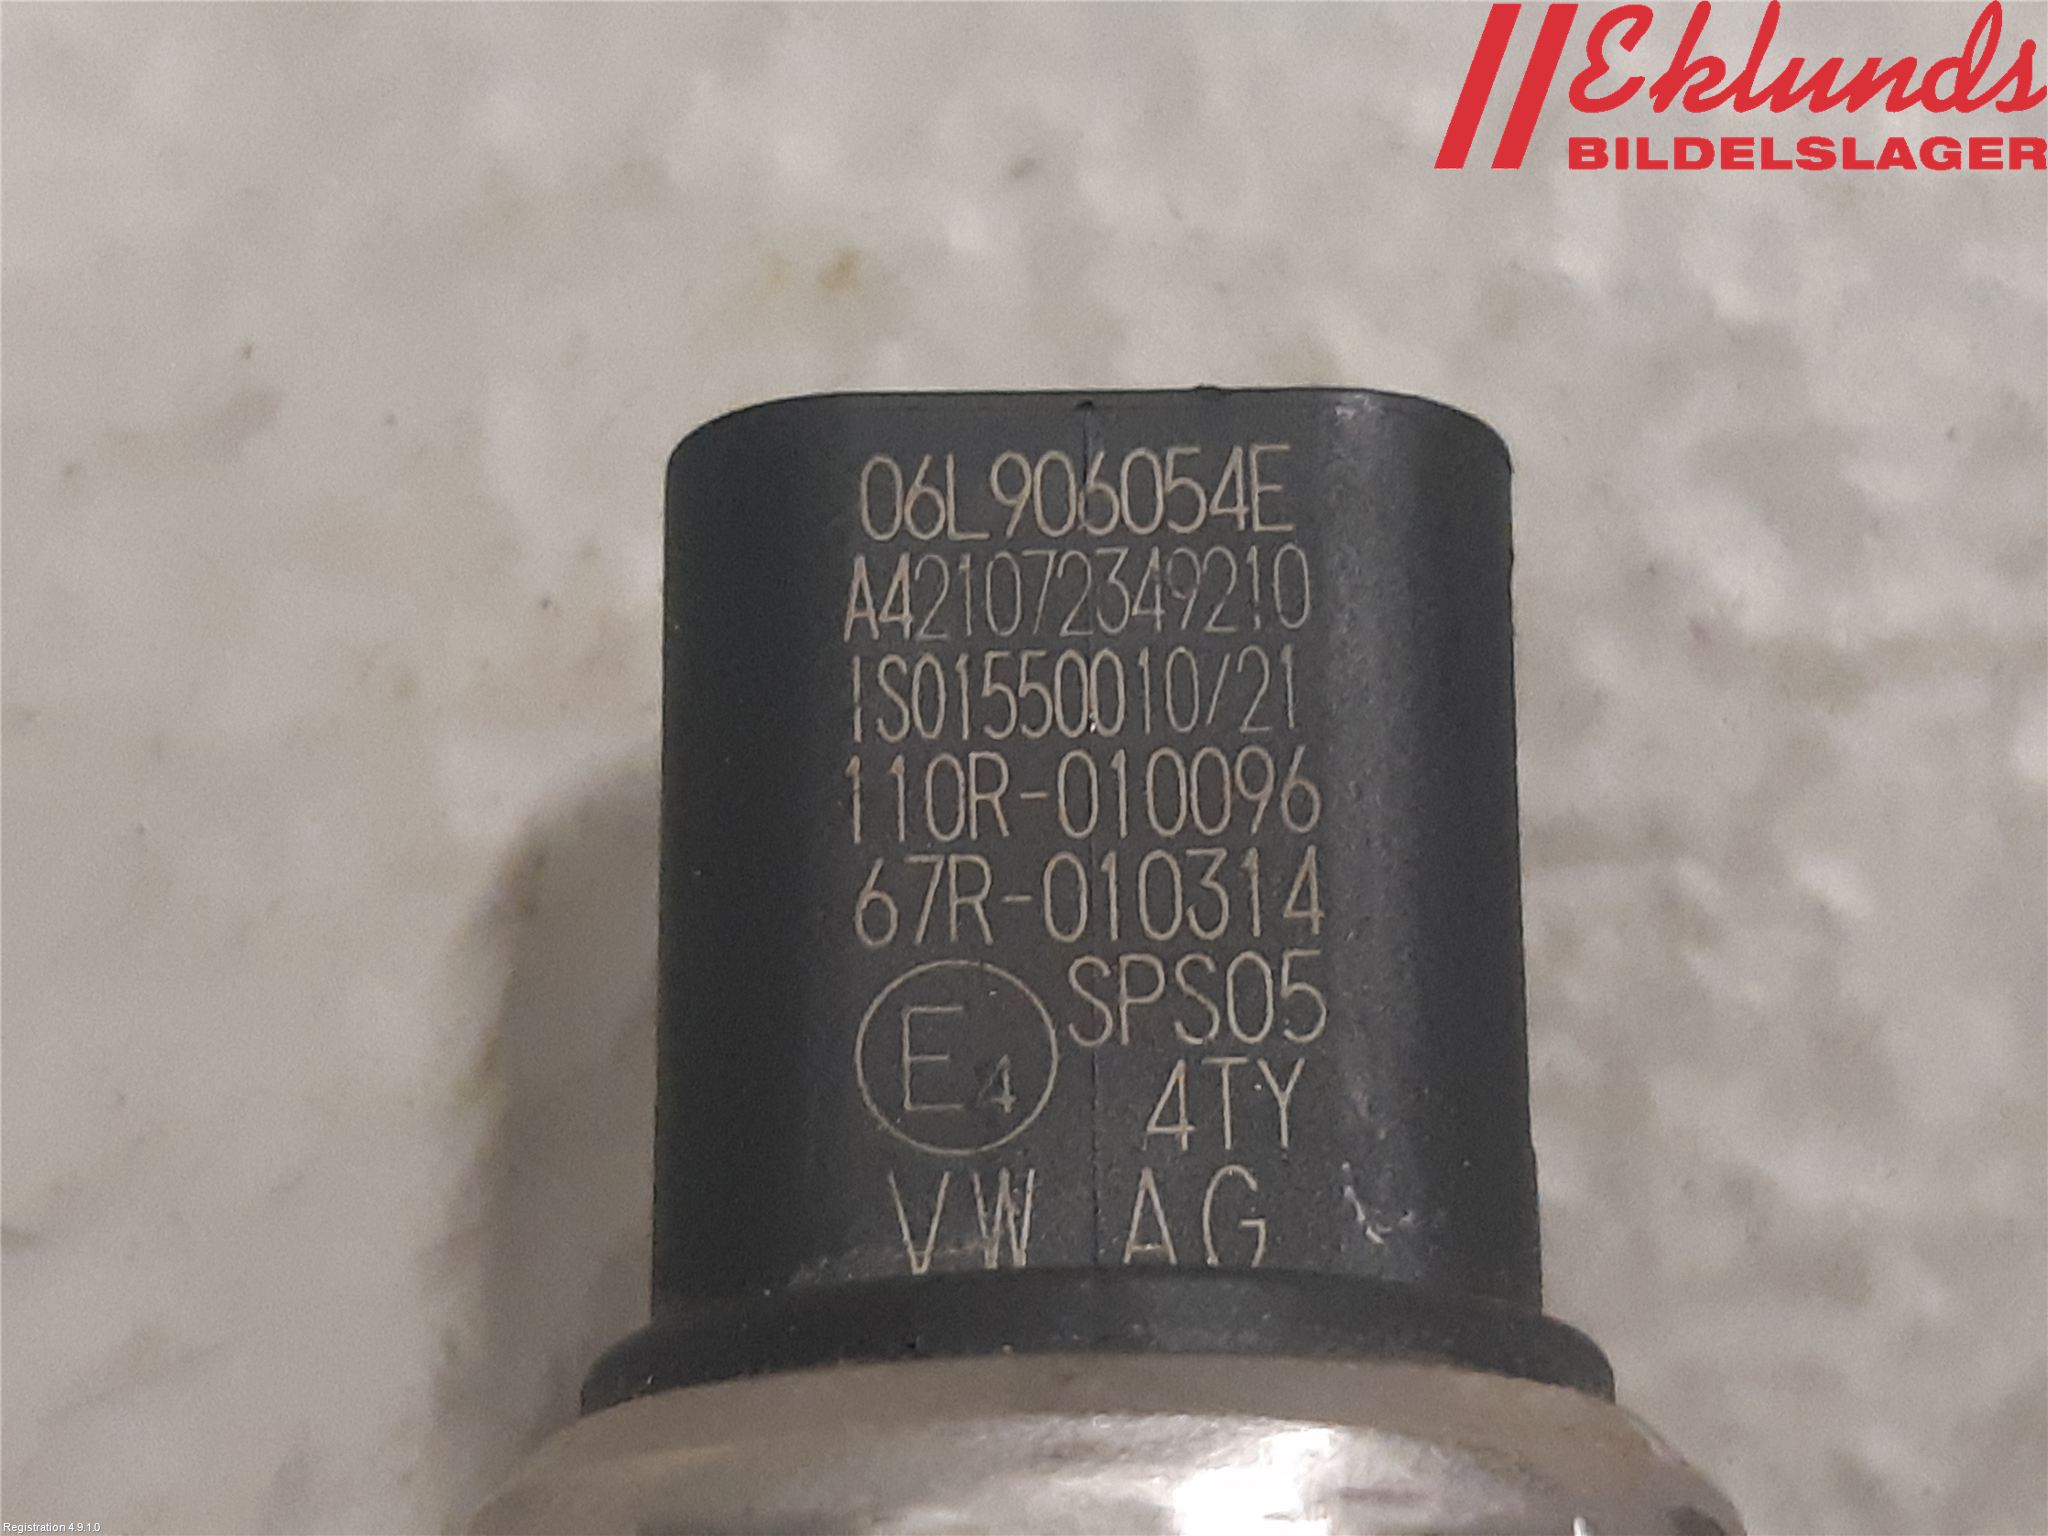 Eklunds
BILDELSLAGER
06L906054E
A421072349210
ISO1550010/21
110R-010096
67R-010314
E4 SPS05
4TY
VW AG
Registration 4.9.1.0